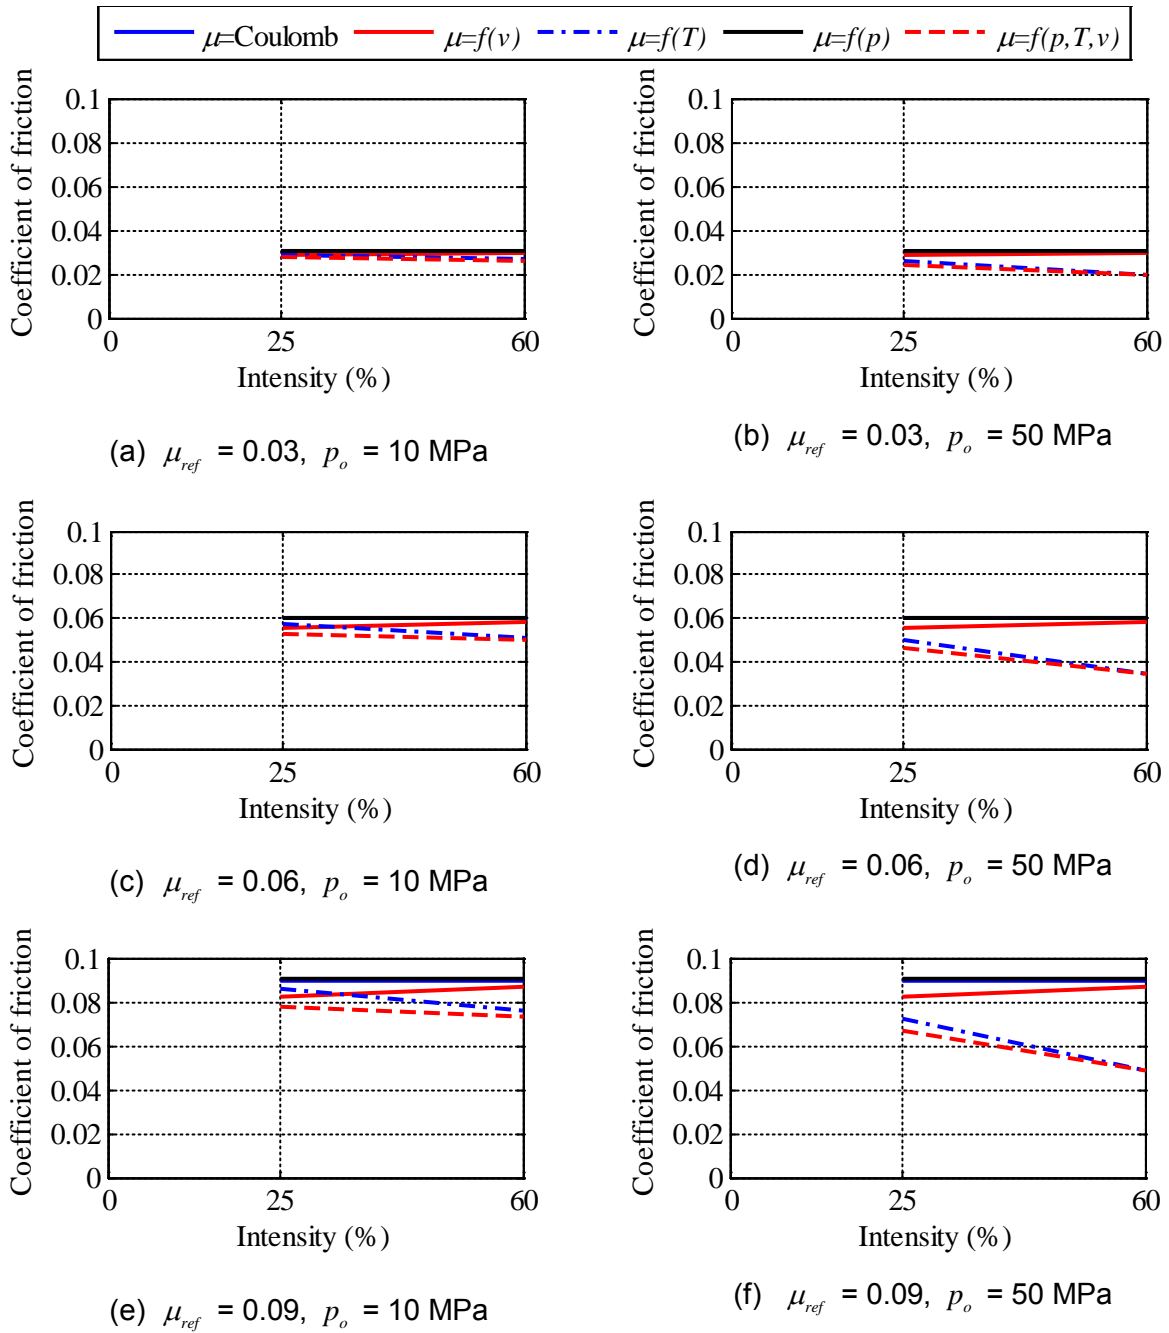 μ=Coulomb μ=f(v) μ=f(T) μ=f(p) μ=f(p,T,v)
Coefficient of friction
0.1
0.08
0.06
0.04
0.02
0
0 25 60
Intensity (%)
(a) μref = 0.03, po = 10 MPa
Coefficient of friction
0.1
0.08
0.06
0.04
0.02
0
0 25 60
Intensity (%)
(b) μref = 0.03, po = 50 MPa
Coefficient of friction
0.1
0.08
0.06
0.04
0.02
0
0 25 60
Intensity (%)
(c) μref = 0.06, po = 10 MPa
Coefficient of friction
0.1
0.08
0.06
0.04
0.02
0
0 25 60
Intensity (%)
(d) μref = 0.06, po = 50 MPa
Coefficient of friction
0.1
0.08
0.06
0.04
0.02
0
0 25 60
Intensity (%)
(e) μref = 0.09, po = 10 MPa
Coefficient of friction
0.1
0.08
0.06
0.04
0.02
0
0 25 60
Intensity (%)
(f) μref = 0.09, po = 50 MPa